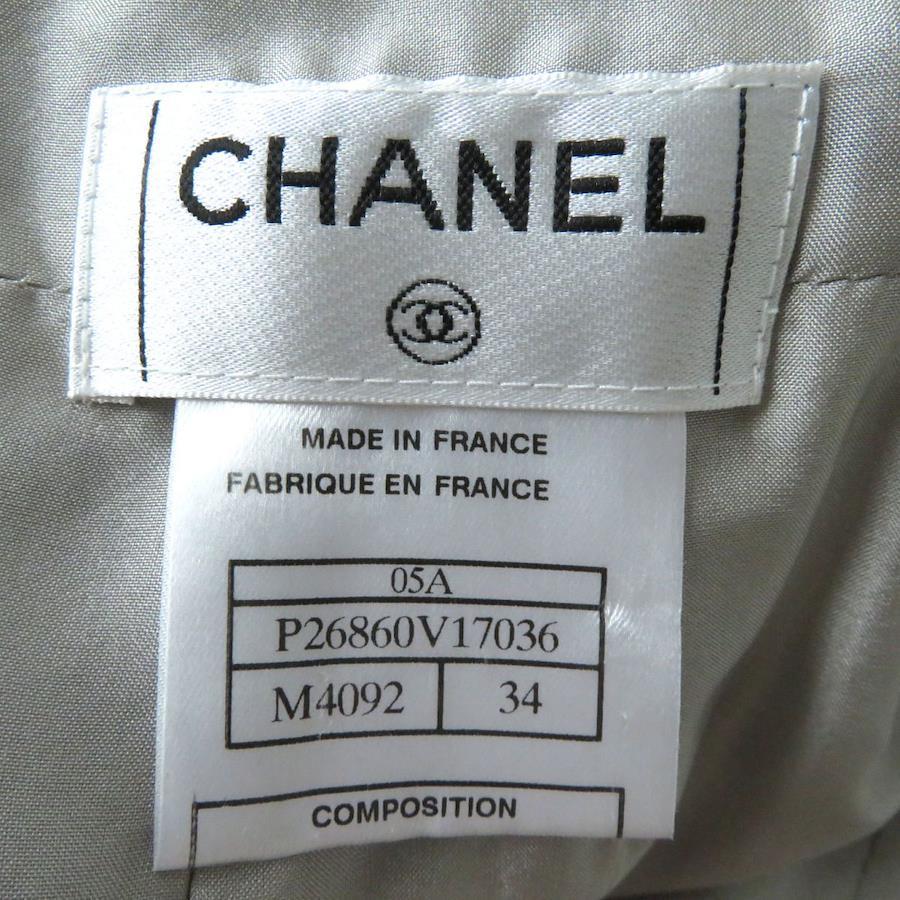 CHANEL
MADE IN FRANCE
FABRIQUE EN FRANCE
05A
P26860V17036
M4092 34
COMPOSITION